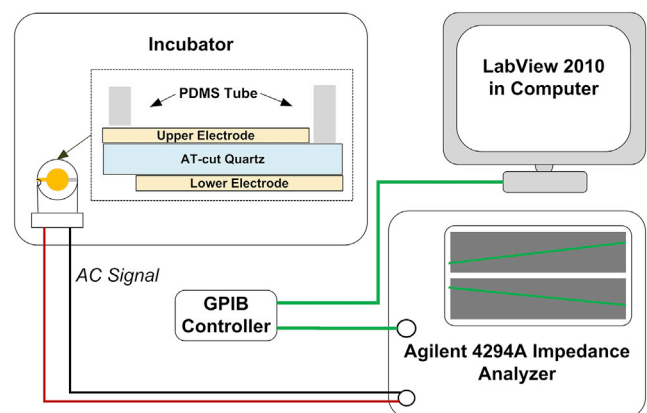 Incubator
PDMS Tube
Upper Electrode
AT-cut Quartz
Lower Electrode
AC Signal
LabView 2010
in Computer
GPIB
Controller
Agilent 4294A Impedance
Analyzer